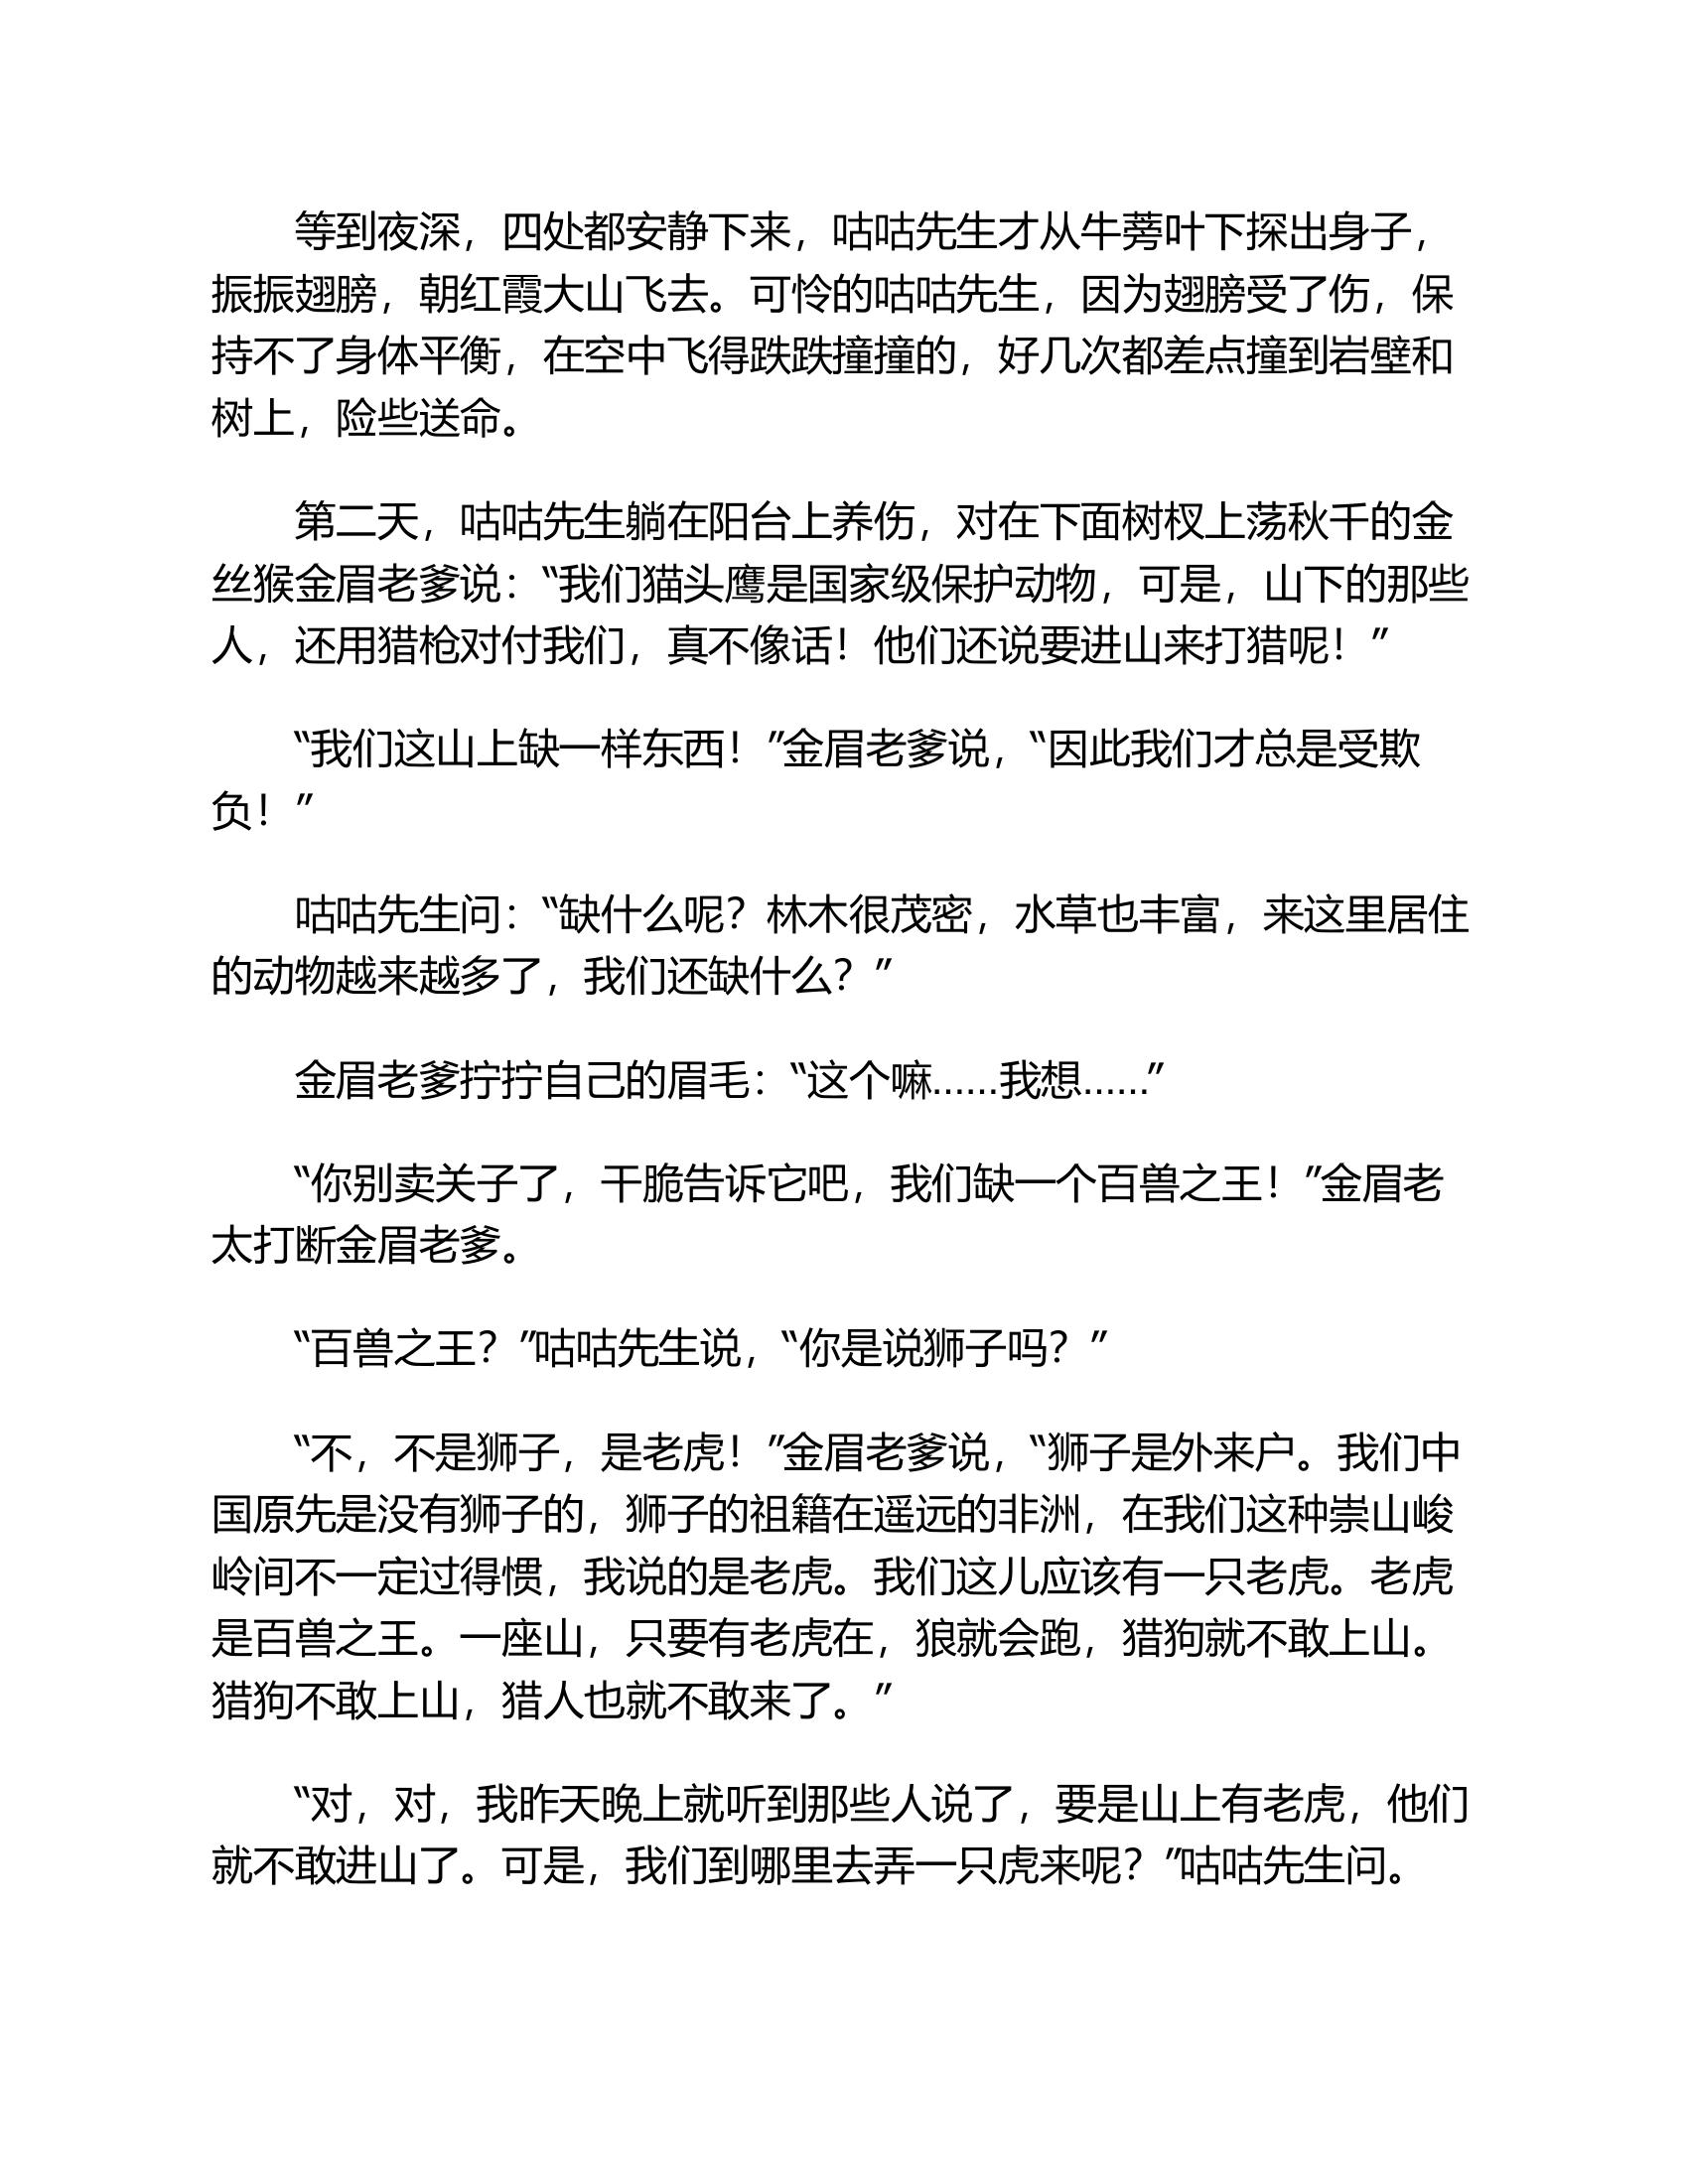 等到夜深，四处都安静下来，咕咕先生才从牛蒡叶下探出身子，
振振翅膀，朝红霞大山飞去。可怜的咕咕先生，因为翅膀受了伤，保
持不了身体平衡，在空中飞得跌跌撞撞的，好几次都差点撞到岩壁和
树上，险些送命。
第二天，咕咕先生躺在阳台上养伤，对在下面树杈上荡秋千的金
丝猴金眉老爹说：“我们猫头鹰是国家级保护动物，可是，山下的那些
人，还用猎枪对付我们，真不像话！他们还说要进山来打猎呢！”
“我们这山上缺一样东西！”金眉老爹说，“因此我们才总是受欺
负！”
咕咕先生问：“缺什么呢？林木很茂密，水草也丰富，来这里居住
的动物越来越多了，我们还缺什么？”
金眉老爹拧拧自己的眉毛：“这个嘛……我想……”
“你别卖关子了，干脆告诉它吧，我们缺一个百兽之王！”金眉老
太打断金眉老爹。
“百兽之王？”咕咕先生说，“你是说狮子吗？”
“不，不是狮子，是老虎！”金眉老爹说，“狮子是外来户。我们中
国原先是没有狮子的，狮子的祖籍在遥远的非洲，在我们这种崇山峻
岭间不一定过得惯，我说的是老虎。我们这儿应该有一只老虎。老虎
是百兽之王。一座山，只要有老虎在，狼就会跑，猎狗就不敢上山。
猎狗不敢上山，猎人也就不敢来了。”
“对，对，我昨天晚上就听到那些人说了，要是山上有老虎，他们
就不敢进山了。可是，我们到哪里去弄一只虎来呢？”咕咕先生问。